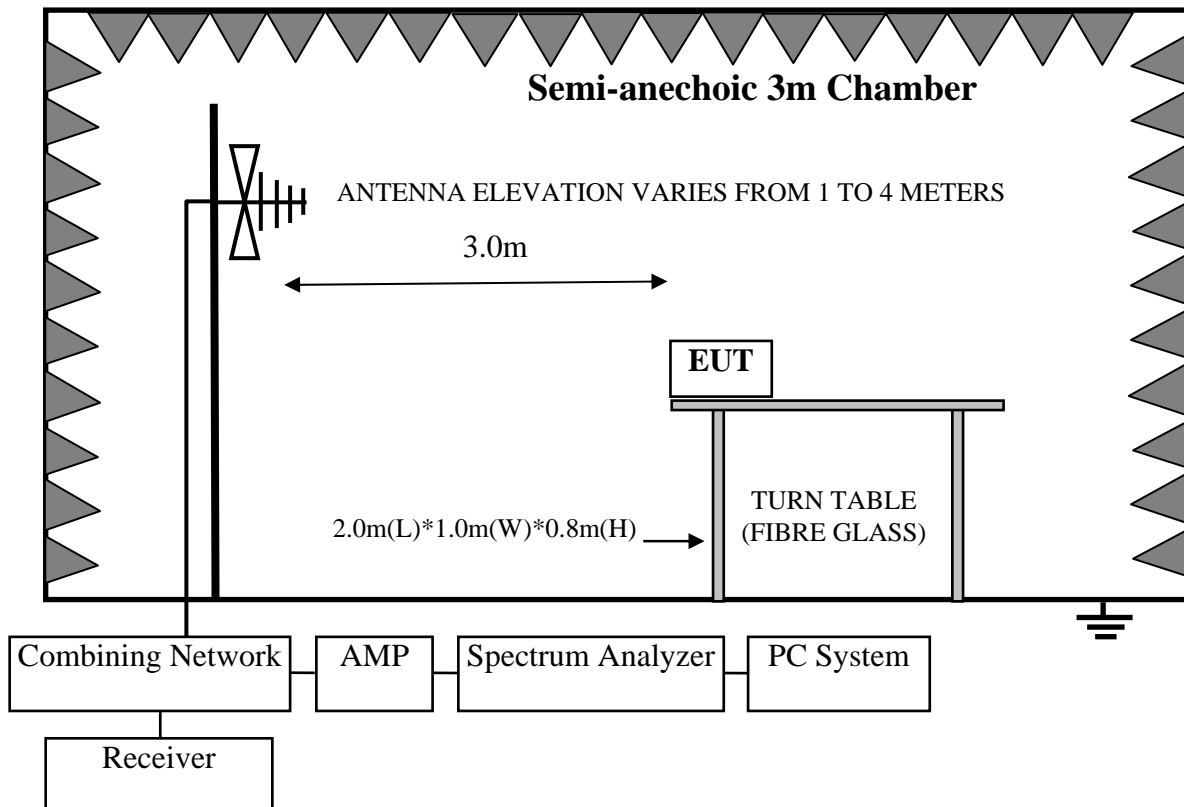 Semi-anechoic 3m Chamber
ANTENNA ELEVATION VARIES FROM 1 TO 4 METERS
3.0m
EUT
TURN TABLE
(FIBRE GLASS)
2.0m(L)*1.0m(W)*0.8m(H)
Combining Network
AMP
Spectrum Analyzer
PC System
Receiver